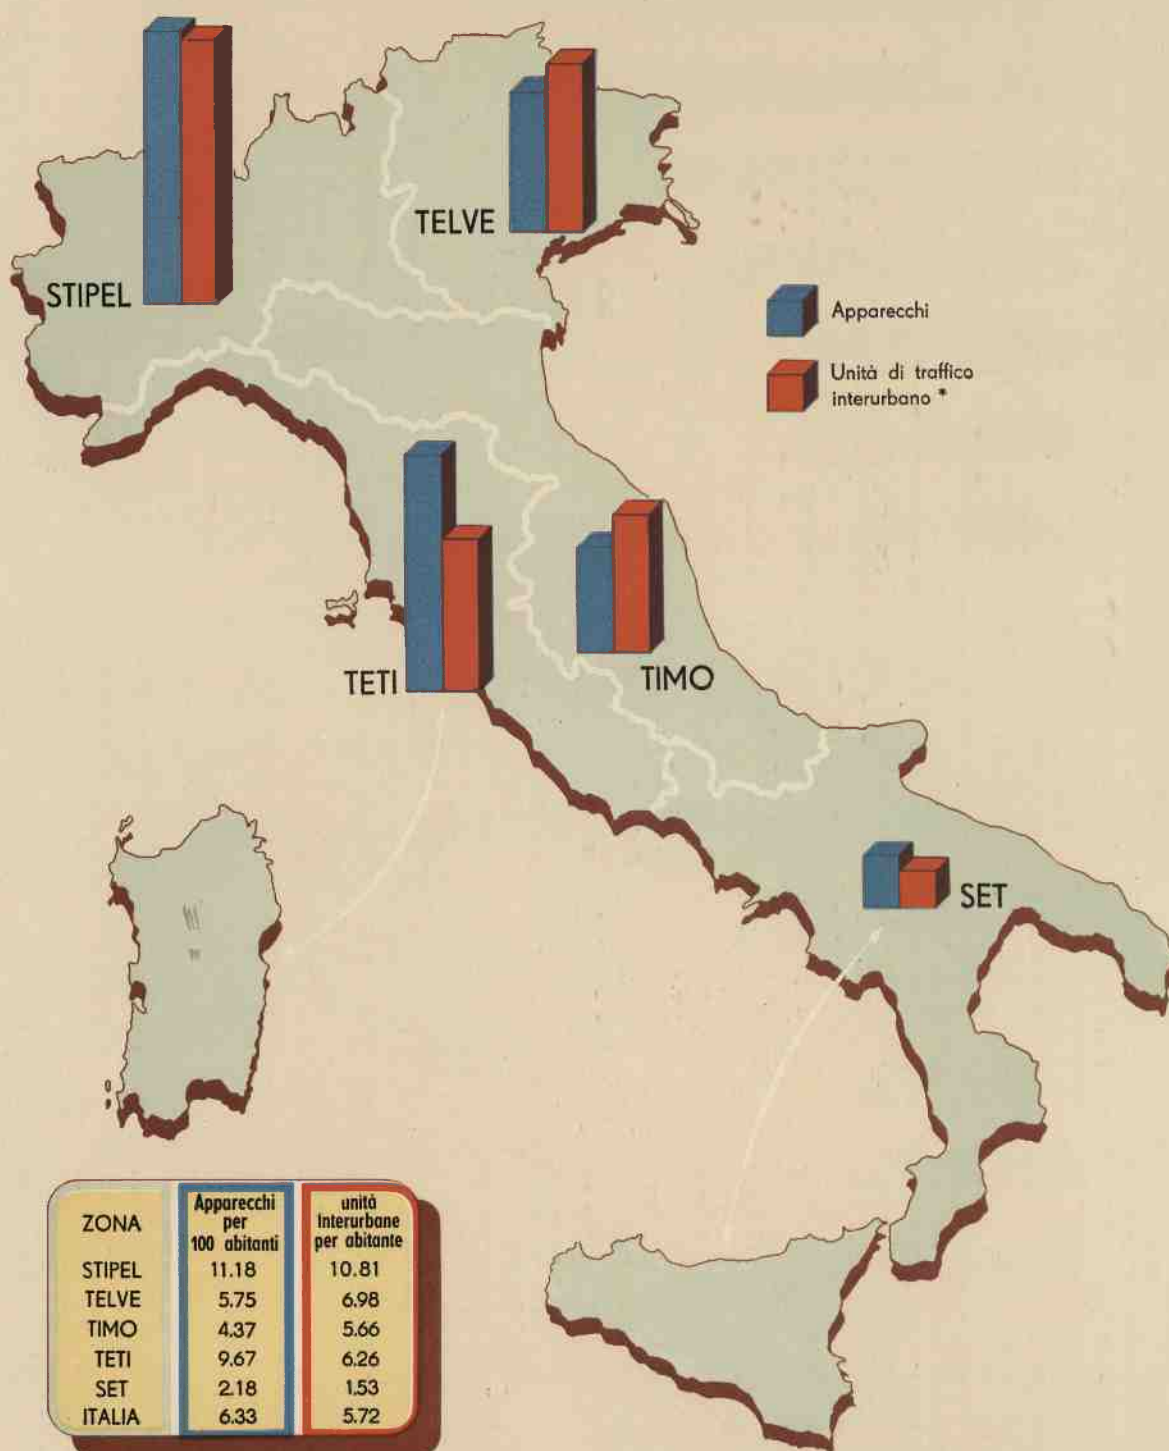 TELVE
STIPEL
Apparecchi
Unità di traffico
interurbano *
TETI
TIMO
SET
ZONA Apparecchi per 100 abitanti unità Interurbane per abitante
STIPEL 11.18 10.81
TELVE 5.75 6.98
TIMO 4.37 5.66
TETI 9.67 6.26
SET 2.18 1.53
ITALIA 6.33 5.72